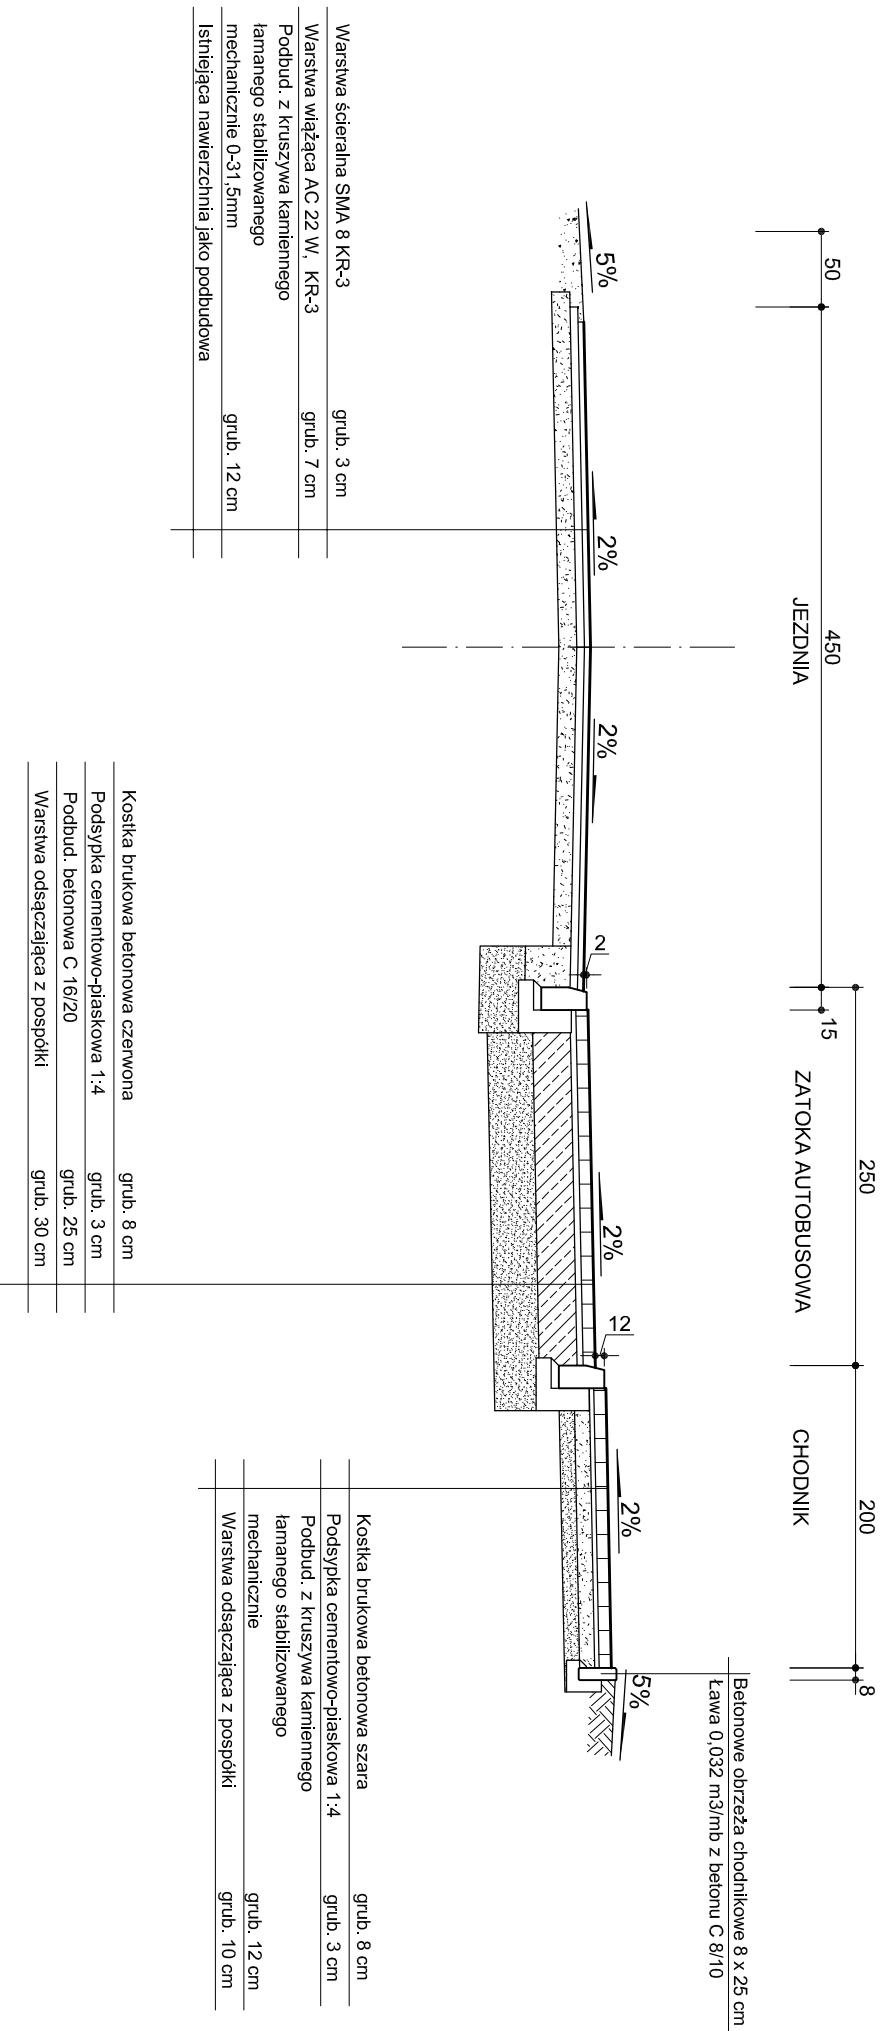 50
450
15
250
200
8
JEZDNIA
ZATOKA AUTOBUSOWA
CHODNIK
Betonowe obrzeża chodnikowe 8 x 25 cm
Ława 0,032 m3/mb z betonu C 8/10
5%
2%
2%
2
2%
12
2%
5%
Warstwa ścieralna SMA 8 KR-3 grub. 3 cm
Warstwa wiążąca AC 22 W, KR-3 grub. 7 cm
Podbud. z kruszywa kamiennego
łamanego stabilizowanego
mechanicznie 0-31,5mm grub. 12 cm
Istniejąca nawierzchnia jako podbudowa
Kostka brukowa betonowa czerwona grub. 8 cm
Podsypka cementowo-piaskowa 1:4 grub. 3 cm
Podbud. betonowa C 16/20 grub. 25 cm
Warstwa odsączająca z pospółki grub. 30 cm
Kostka brukowa betonowa szara grub. 8 cm
Podsypka cementowo-piaskowa 1:4 grub. 3 cm
Podbud. z kruszywa kamiennego
łamanego stabilizowanego
mechanicznie grub. 12 cm
Warstwa odsączająca z pospółki grub. 10 cm